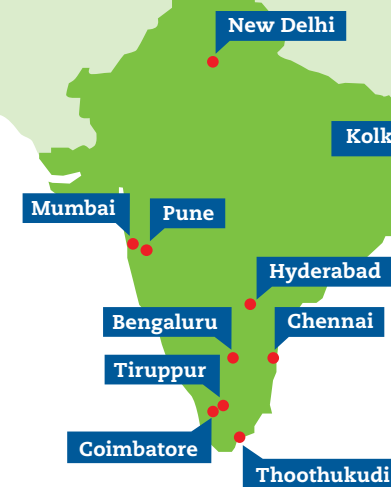 New Delhi
Kolk
Mumbai
Pune
Hyderabad
Bengaluru
Chennai
Tiruppur
Coimbatore
Thoothukudi